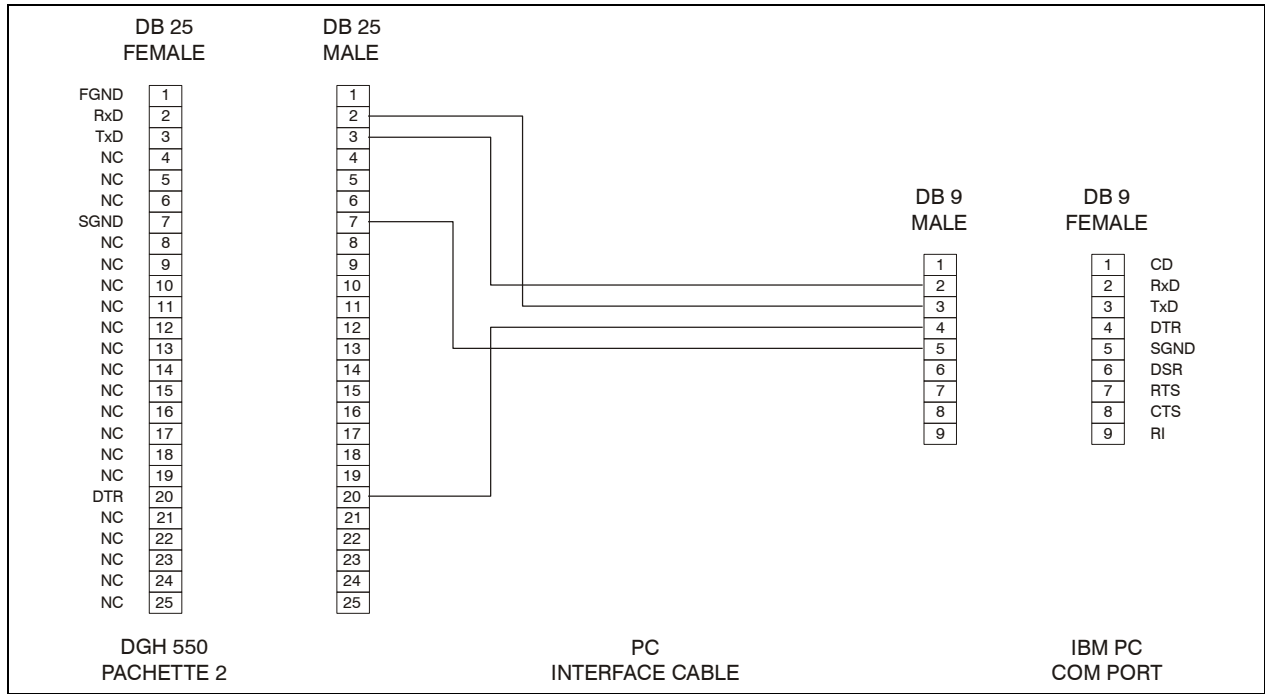 DB 25
FEMALE
DB 25
MALE
FGND 1 1
RxD 2 2
TxD 3 3
NC 4 4
NC 5 5
NC 6 6
SGND 7 7
NC 8 8
NC 9 9
NC 10 10
NC 11 11
NC 12 12
NC 13 13
NC 14 14
NC 15 15
NC 16 16
NC 17 17
NC 18 18
NC 19 19
DTR 20 20
NC 21 21
NC 22 22
NC 23 23
NC 24 24
NC 25 25
DB 9
MALE
DB 9
FEMALE
1 1 CD
2 2 RxD
3 3 TxD
4 4 DTR
5 5 SGND
6 6 DSR
7 7 RTS
8 8 CTS
9 9 RI
DGH 550
PACHETTE 2
PC
INTERFACE CABLE
IBM PC
COM PORT